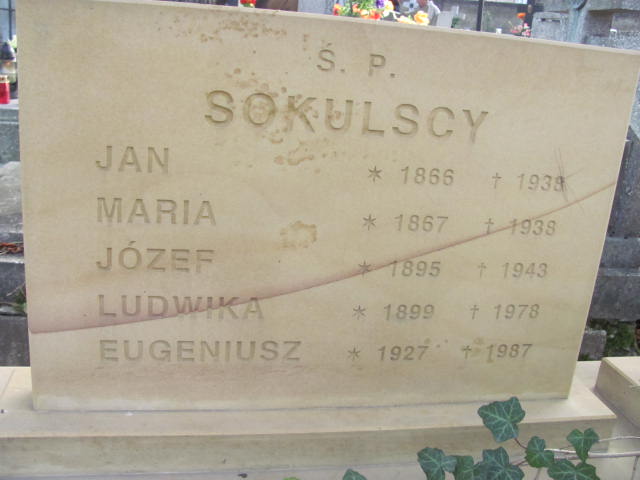 Ś. P.
SOKULSCY
JAN * 1866 † 1938
MARIA * 1867 † 1938
JÓZEF * 1895 † 1943
LUDWIKA * 1899 † 1978
EUGENIUSZ * 1927 † 1987